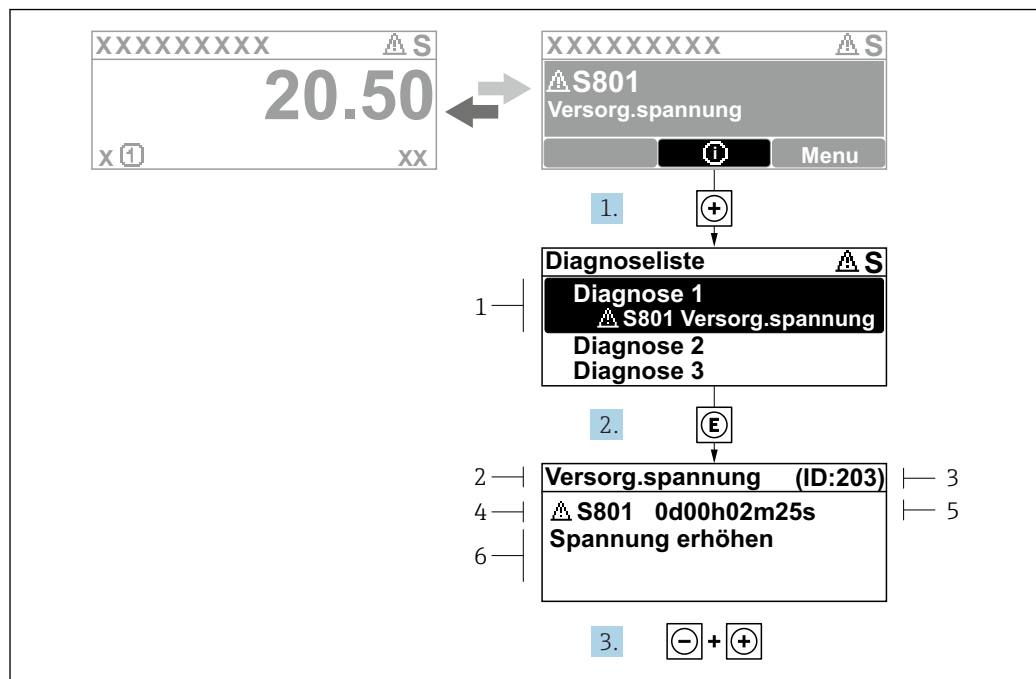 XXXXXXXXX ⚠ S
20.50
x ① xx
XXXXXXXXX ⚠ S
⚠ S801
Versorg.spannung
ⓘ Menu
1. +
Diagnoseliste ⚠ S
1
Diagnose 1
⚠ S801 Versorg.spannung
Diagnose 2
Diagnose 3
2. E
2 Versorg.spannung (ID:203) 3
4 ⚠ S801 0d00h02m25s 5
6 Spannung erhöhen
3. − + +